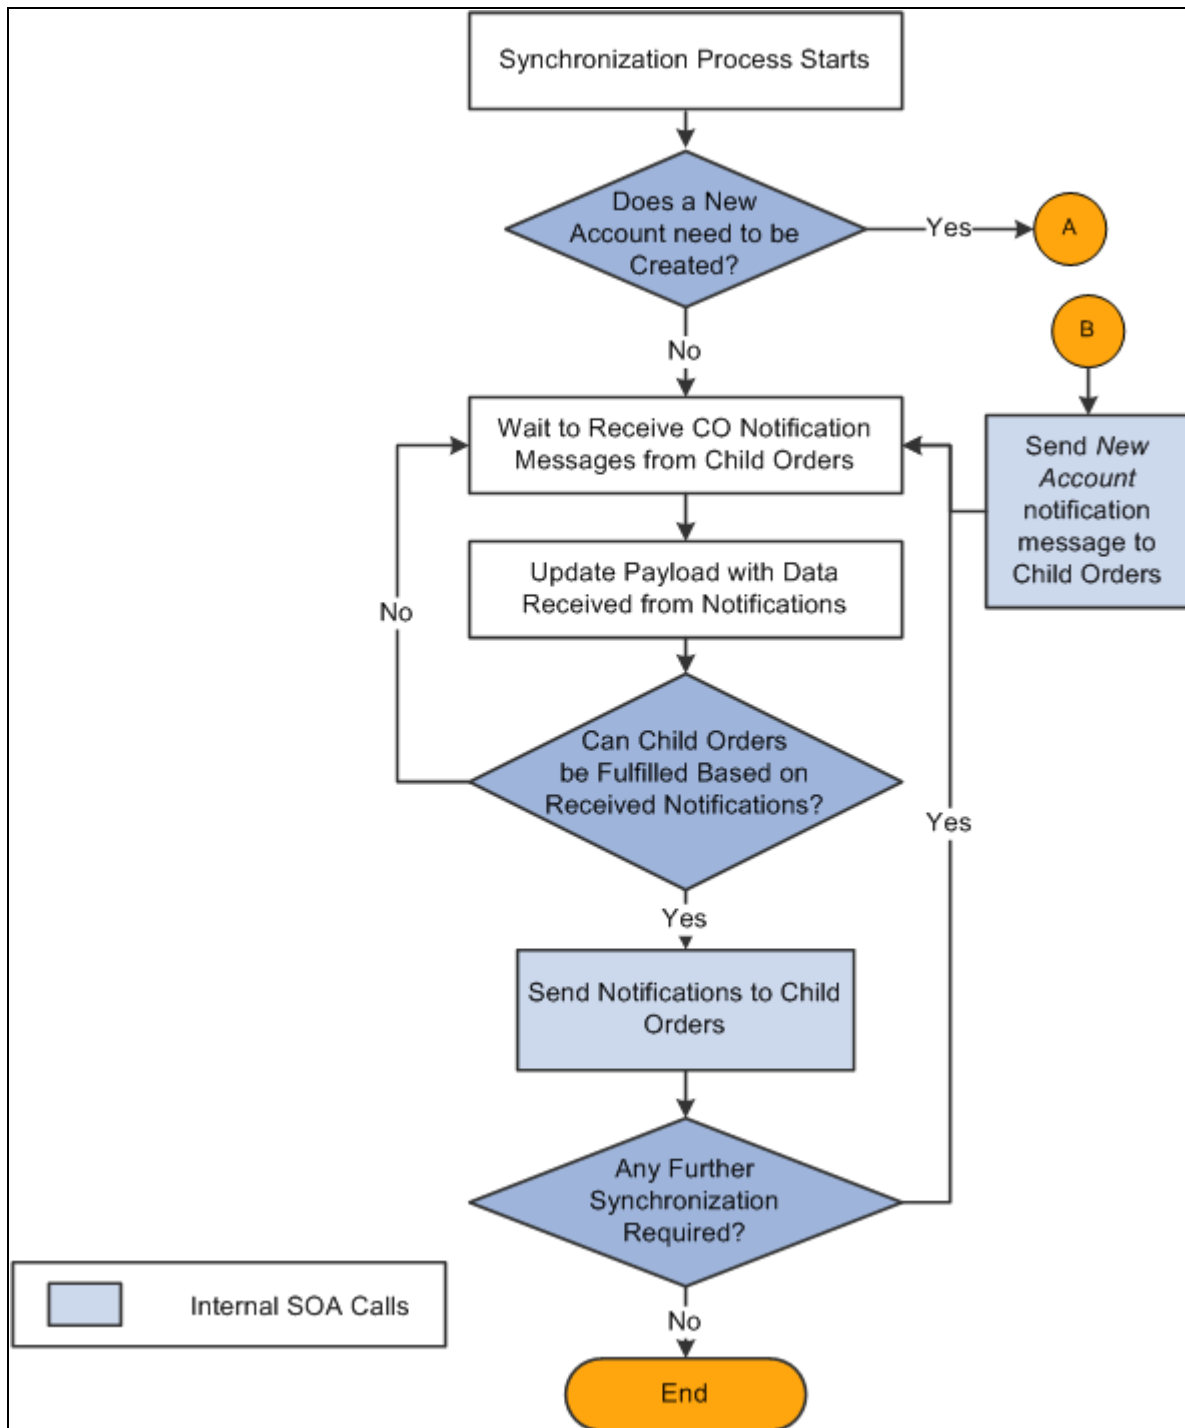 Synchronization Process Starts
Does a New
Account need to be
Created?
Yes
A
B
No
Wait to Receive CO Notification
Messages from Child Orders
Send New
Account
notification
message to
Child Orders
Update Payload with Data
Received from Notifications
No
Can Child Orders
be Fulfilled Based on
Received Notifications?
Yes
Yes
Send Notifications to Child
Orders
Any Further
Synchronization
Required?
Internal SOA Calls
No
End